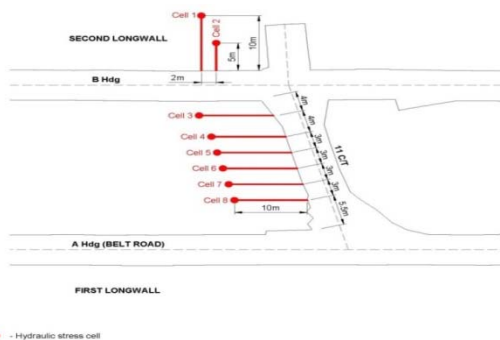 Cell 1
Cell 2
SECOND LONGWALL
10m
5m
B Hdg
2m
4m
Cell 3
4m
Cell 4
3m
11 C/T
Cell 5
3m
Cell 6
3m
Cell 7
3m
Cell 8
10m
5.5m
A Hdg (BELT ROAD)
FIRST LONGWALL
- Hydraulic stress cell